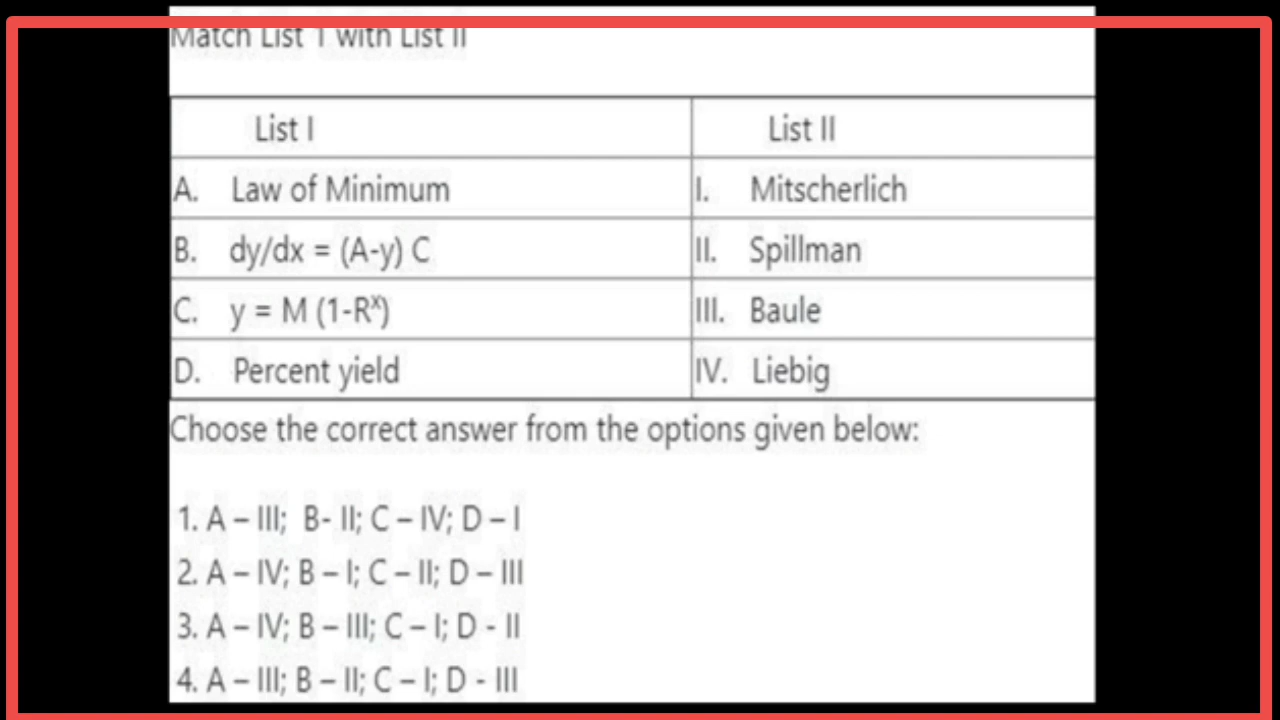 Match List 1 with List II
List I List II
A. Law of Minimum I. Mitscherlich
B. dy/dx = (A-y) C II. Spillman
C. y = M (1-Rˣ) III. Baule
D. Percent yield IV. Liebig
Choose the correct answer from the options given below:
1. A – III; B- II; C – IV; D – I
2. A – IV; B – I; C – II; D – III
3. A – IV; B – III; C – I; D - II
4. A – III; B – II; C – I; D - III